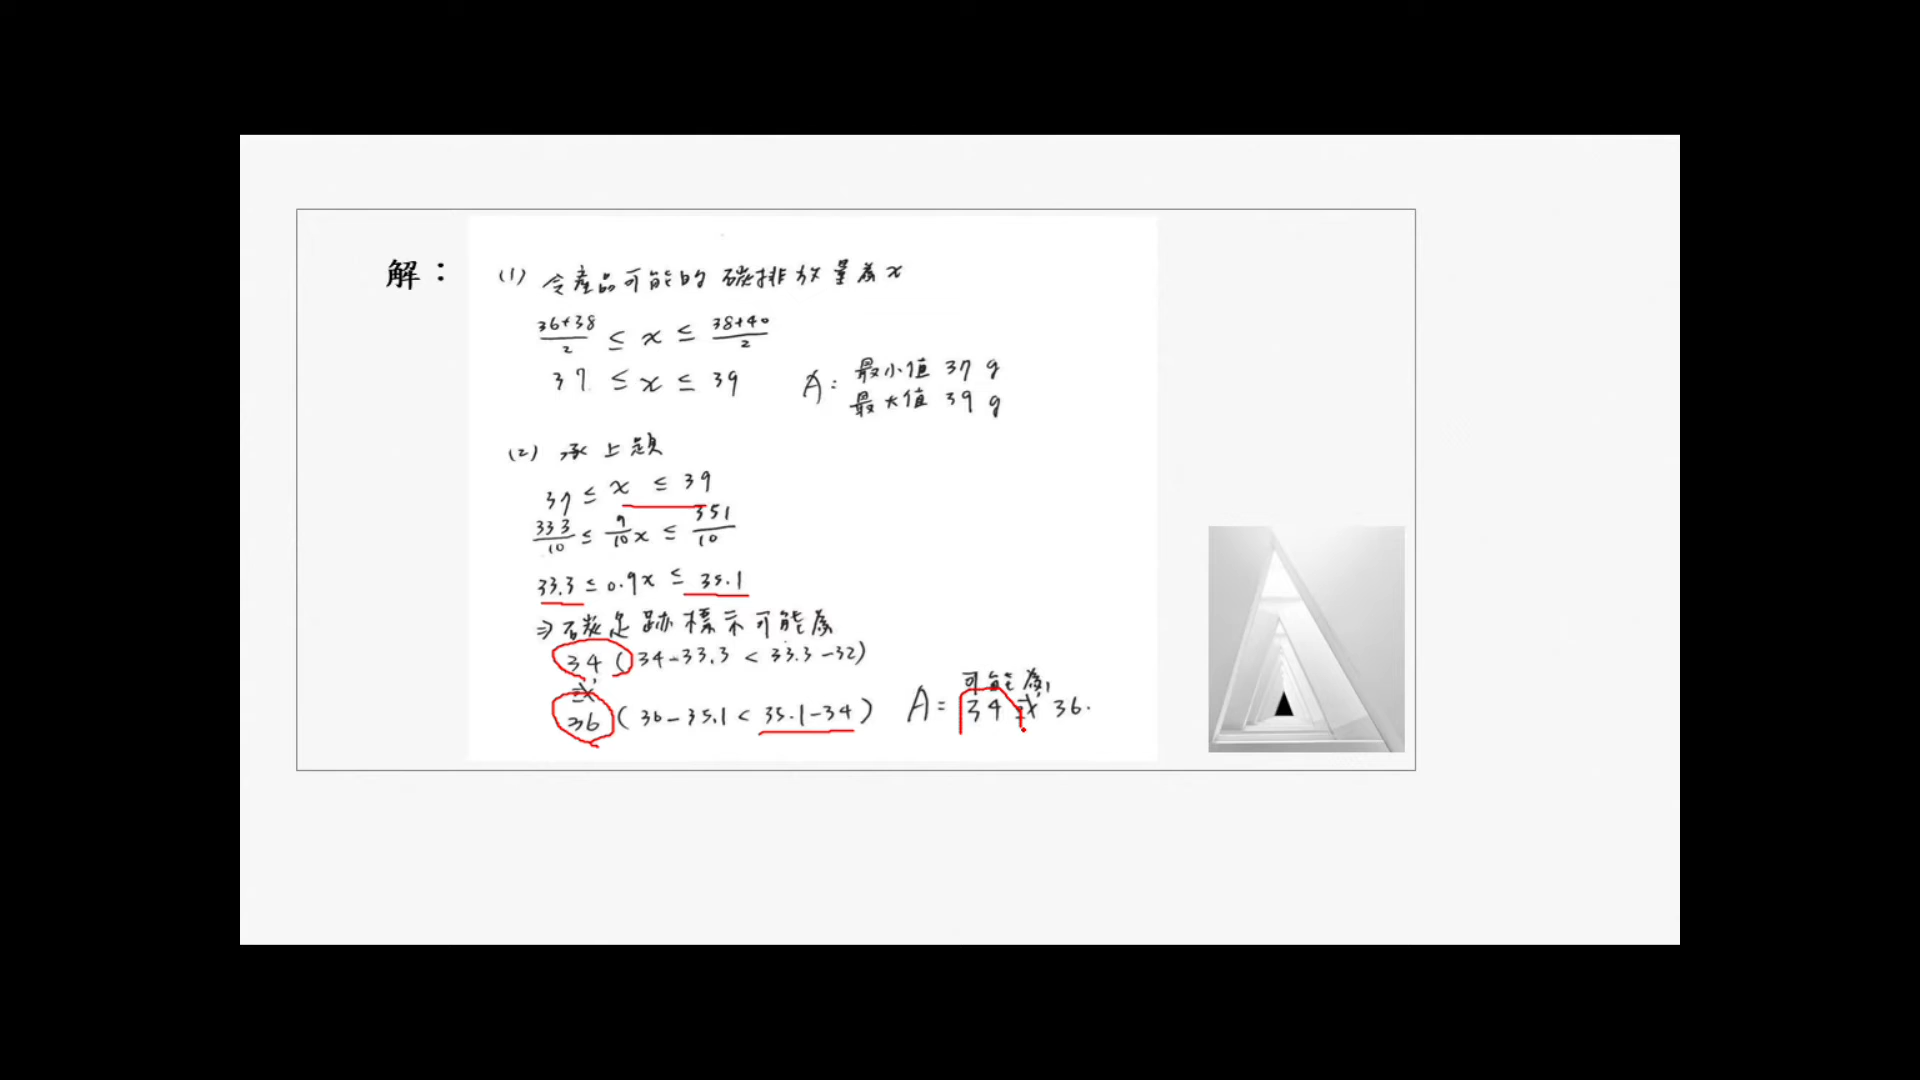 解：
(1) 令產品可能的碳排放量為x
36+38/2 ≤ x ≤ 38+40/2
37 ≤ x ≤ 39
A: 最小值 37 g
最大值 39 g
(2) 承上題
37 ≤ x ≤ 39
333/10 ≤ 9/10 x ≤ 351/10
33.3 ≤ 0.9x ≤ 35.1
⇒ 碳足跡標示可能為
34 (34-33.3 < 33.3-32)
或
36 (36-35.1 < 35.1-34)
A = 可能為
34 或 36.